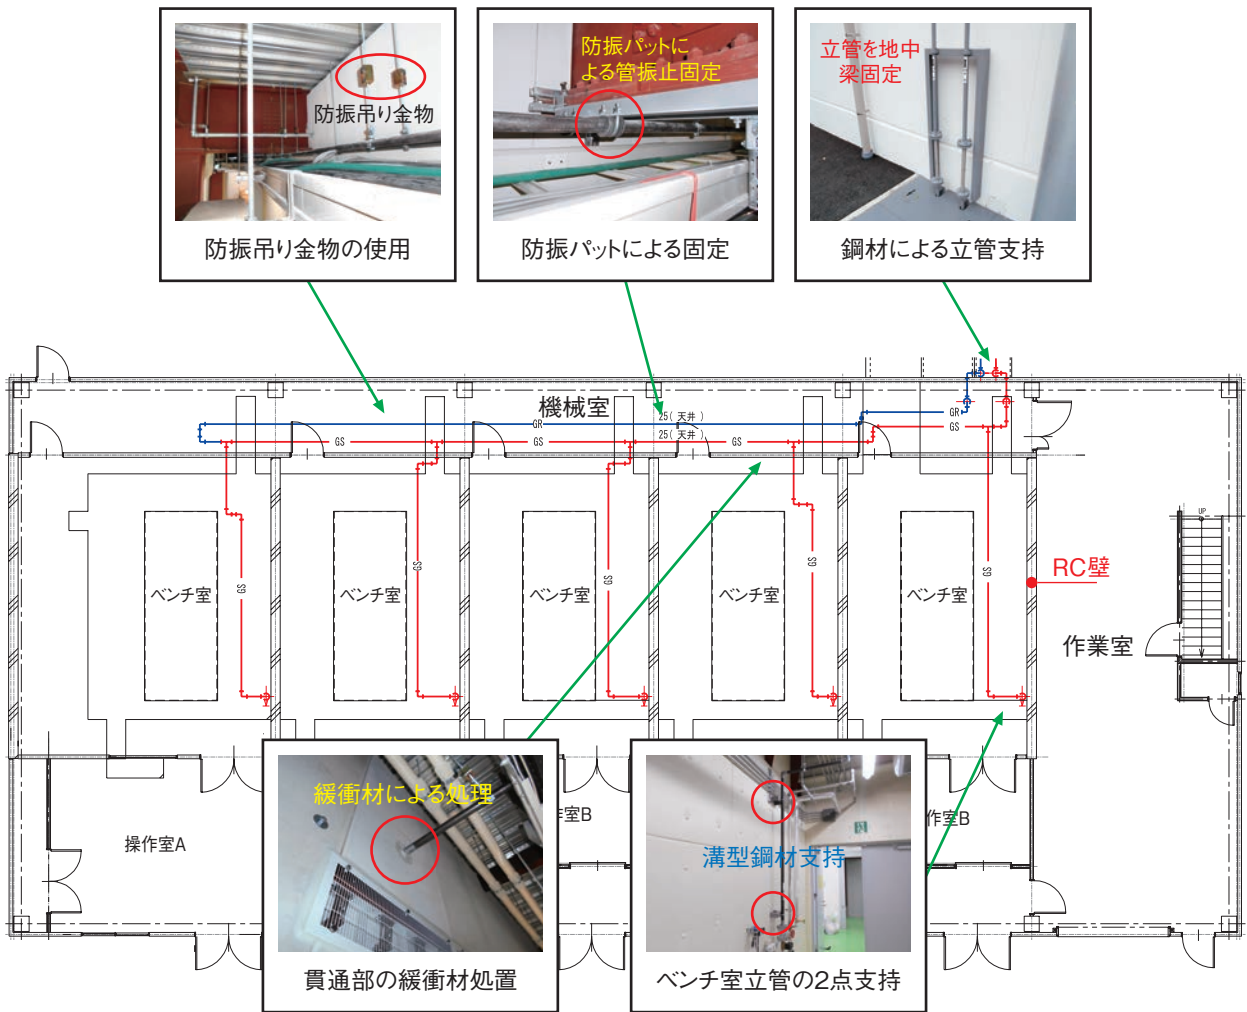 防振吊り金物
防振吊り金物の使用
防振パットに
よる管振止固定
防振パットによる固定
立管を地中
梁固定
鋼材による立管支持
機械室
25( 天井 )
GR
GR
25( 天井 )
GS
GS
GS
GS
UP
GS
GS
GS
GS
GS
ベンチ室
ベンチ室
ベンチ室
ベンチ室
ベンチ室
RC壁
作業室
操作室A
室B
作室B
緩衝材による処理
貫通部の緩衝材処置
溝型鋼材支持
ベンチ室立管の2点支持